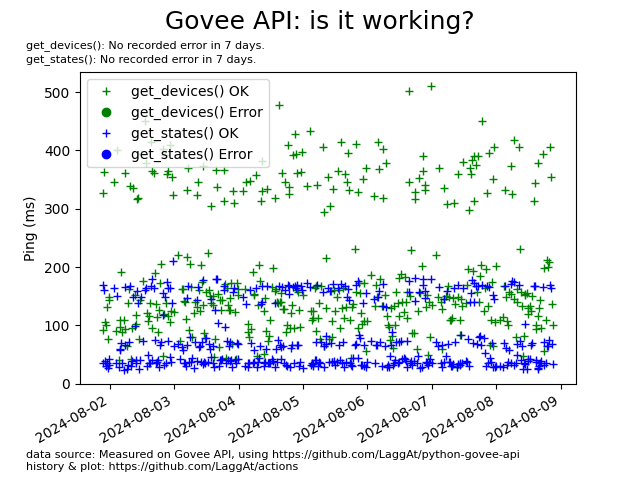 Govee API: is it working?
get_devices(): No recorded error in 7 days.
get_states(): No recorded error in 7 days.
get_devices() OK
get_devices() Error
get_states() OK
get_states() Error
Ping (ms)
500
400
300
200
100
0
2024-08-02
2024-08-03
2024-08-04
2024-08-05
2024-08-06
2024-08-07
2024-08-08
2024-08-09
data source: Measured on Govee API, using https://github.com/LaggAt/python-govee-api
history & plot: https://github.com/LaggAt/actions